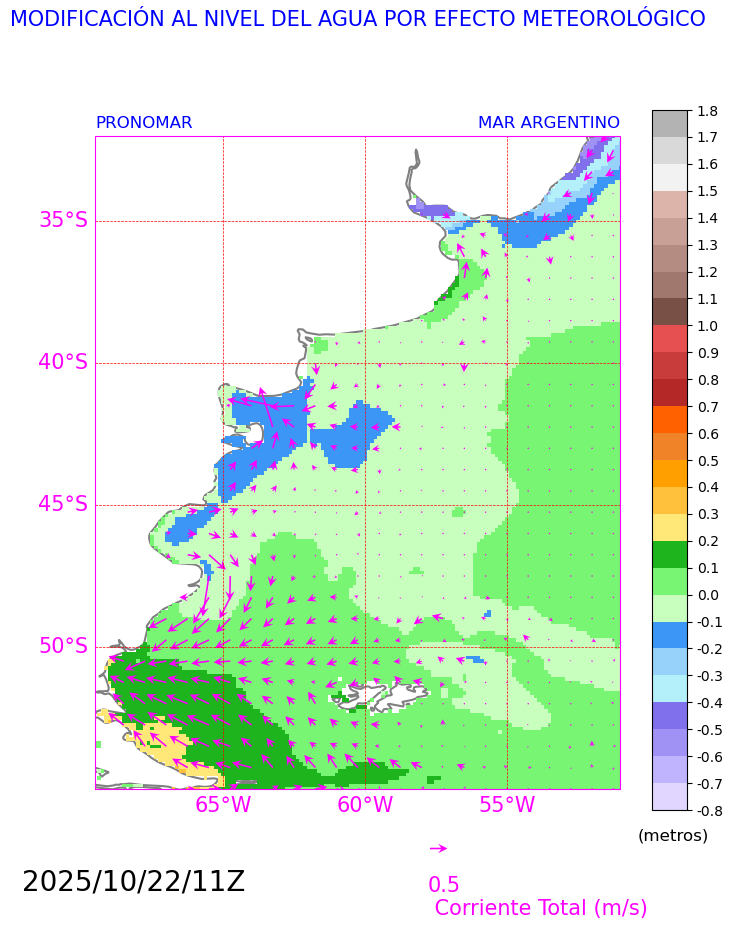 MODIFICACIÓN AL NIVEL DEL AGUA POR EFECTO METEOROLÓGICO
PRONOMAR MAR ARGENTINO
1.8
1.7
1.6
1.5
1.4
1.3
1.2
1.1
1.0
0.9
0.8
0.7
0.6
0.5
0.4
0.3
0.2
0.1
0.0
-0.1
-0.2
-0.3
-0.4
-0.5
-0.6
-0.7
-0.8
(metros)
35°S
40°S
45°S
50°S
65°W 60°W 55°W
2025/10/22/11Z
0.5
Corriente Total (m/s)